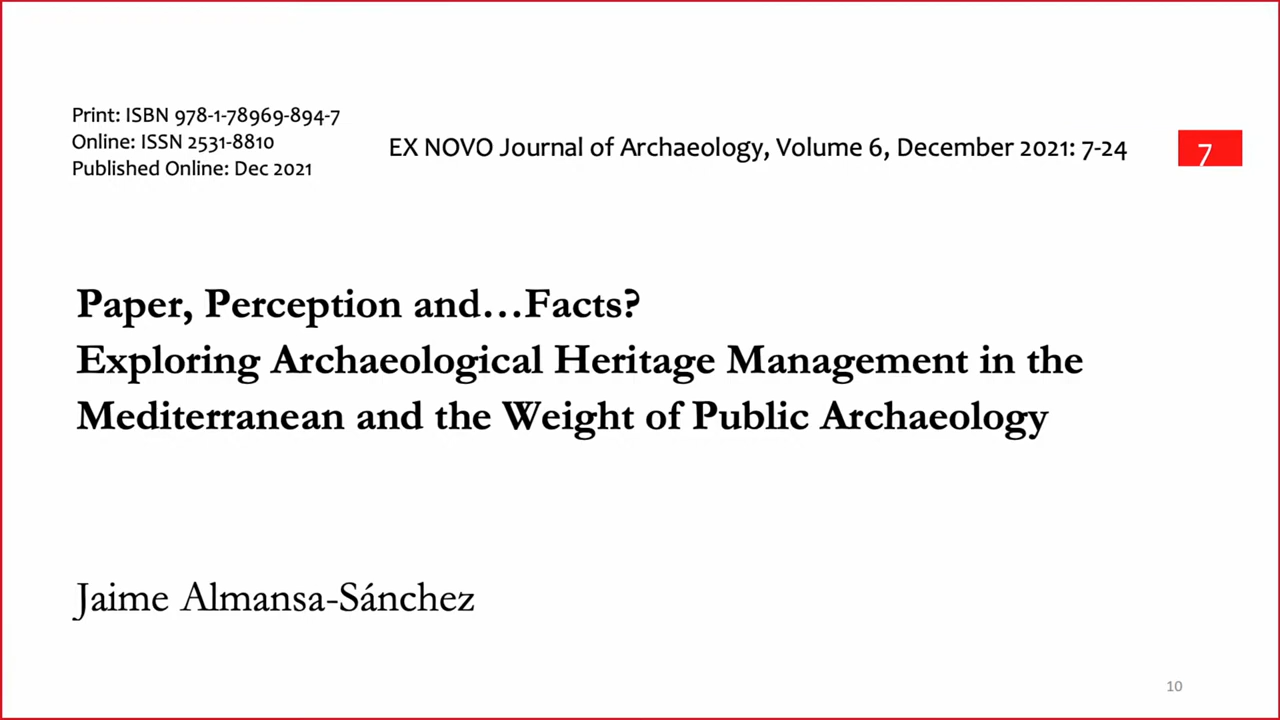 Print: ISBN 978-1-78969-894-7
Online: ISSN 2531-8810
Published Online: Dec 2021
EX NOVO Journal of Archaeology, Volume 6, December 2021: 7-24
7
Paper, Perception and…Facts?
Exploring Archaeological Heritage Management in the
Mediterranean and the Weight of Public Archaeology
Jaime Almansa-Sánchez
10